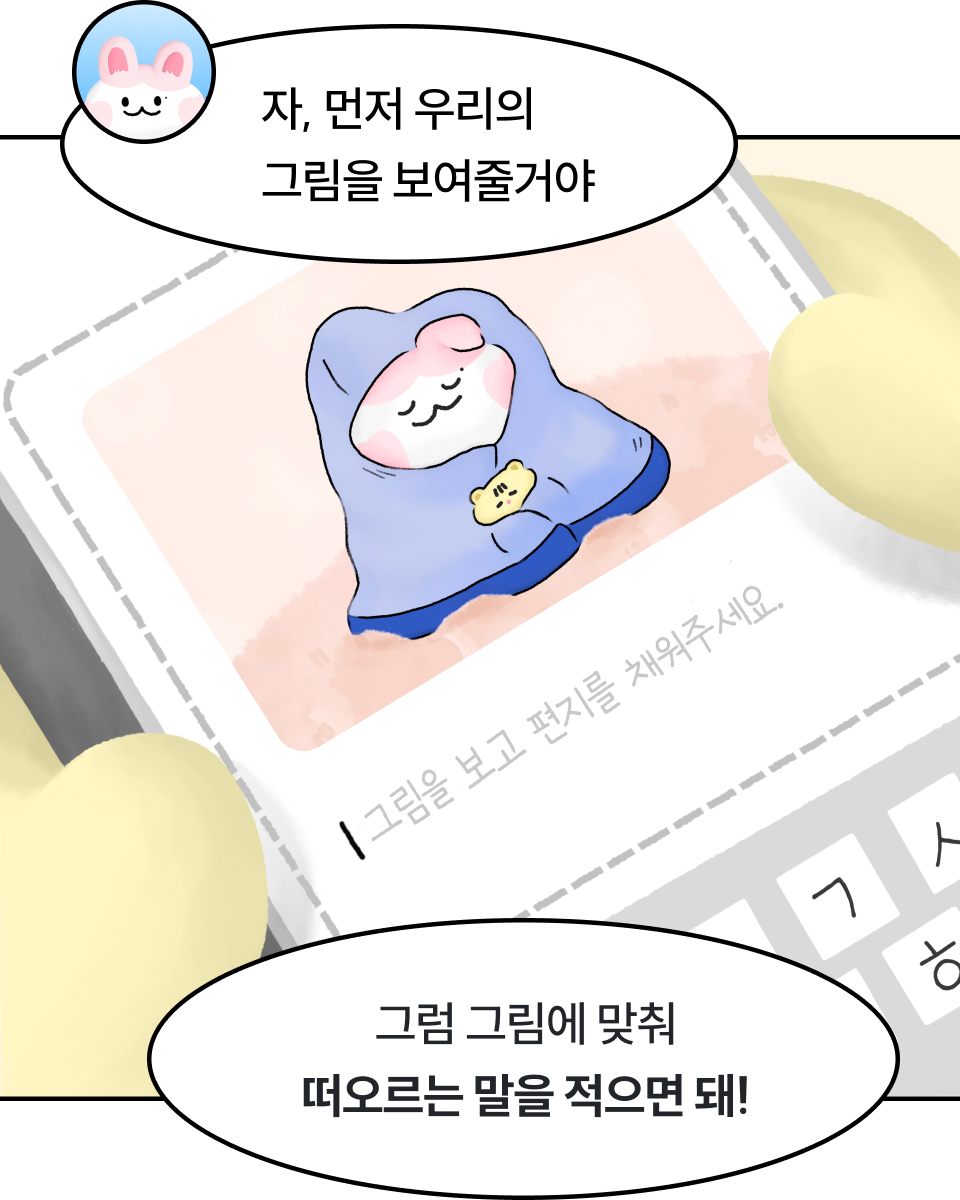 자, 먼저 우리의
그림을 보여줄거야
그림을 보고 편지를 채워주세요.
ㄱ
ㅅ
ㅎ
그럼 그림에 맞춰
떠오르는 말을 적으면 돼!